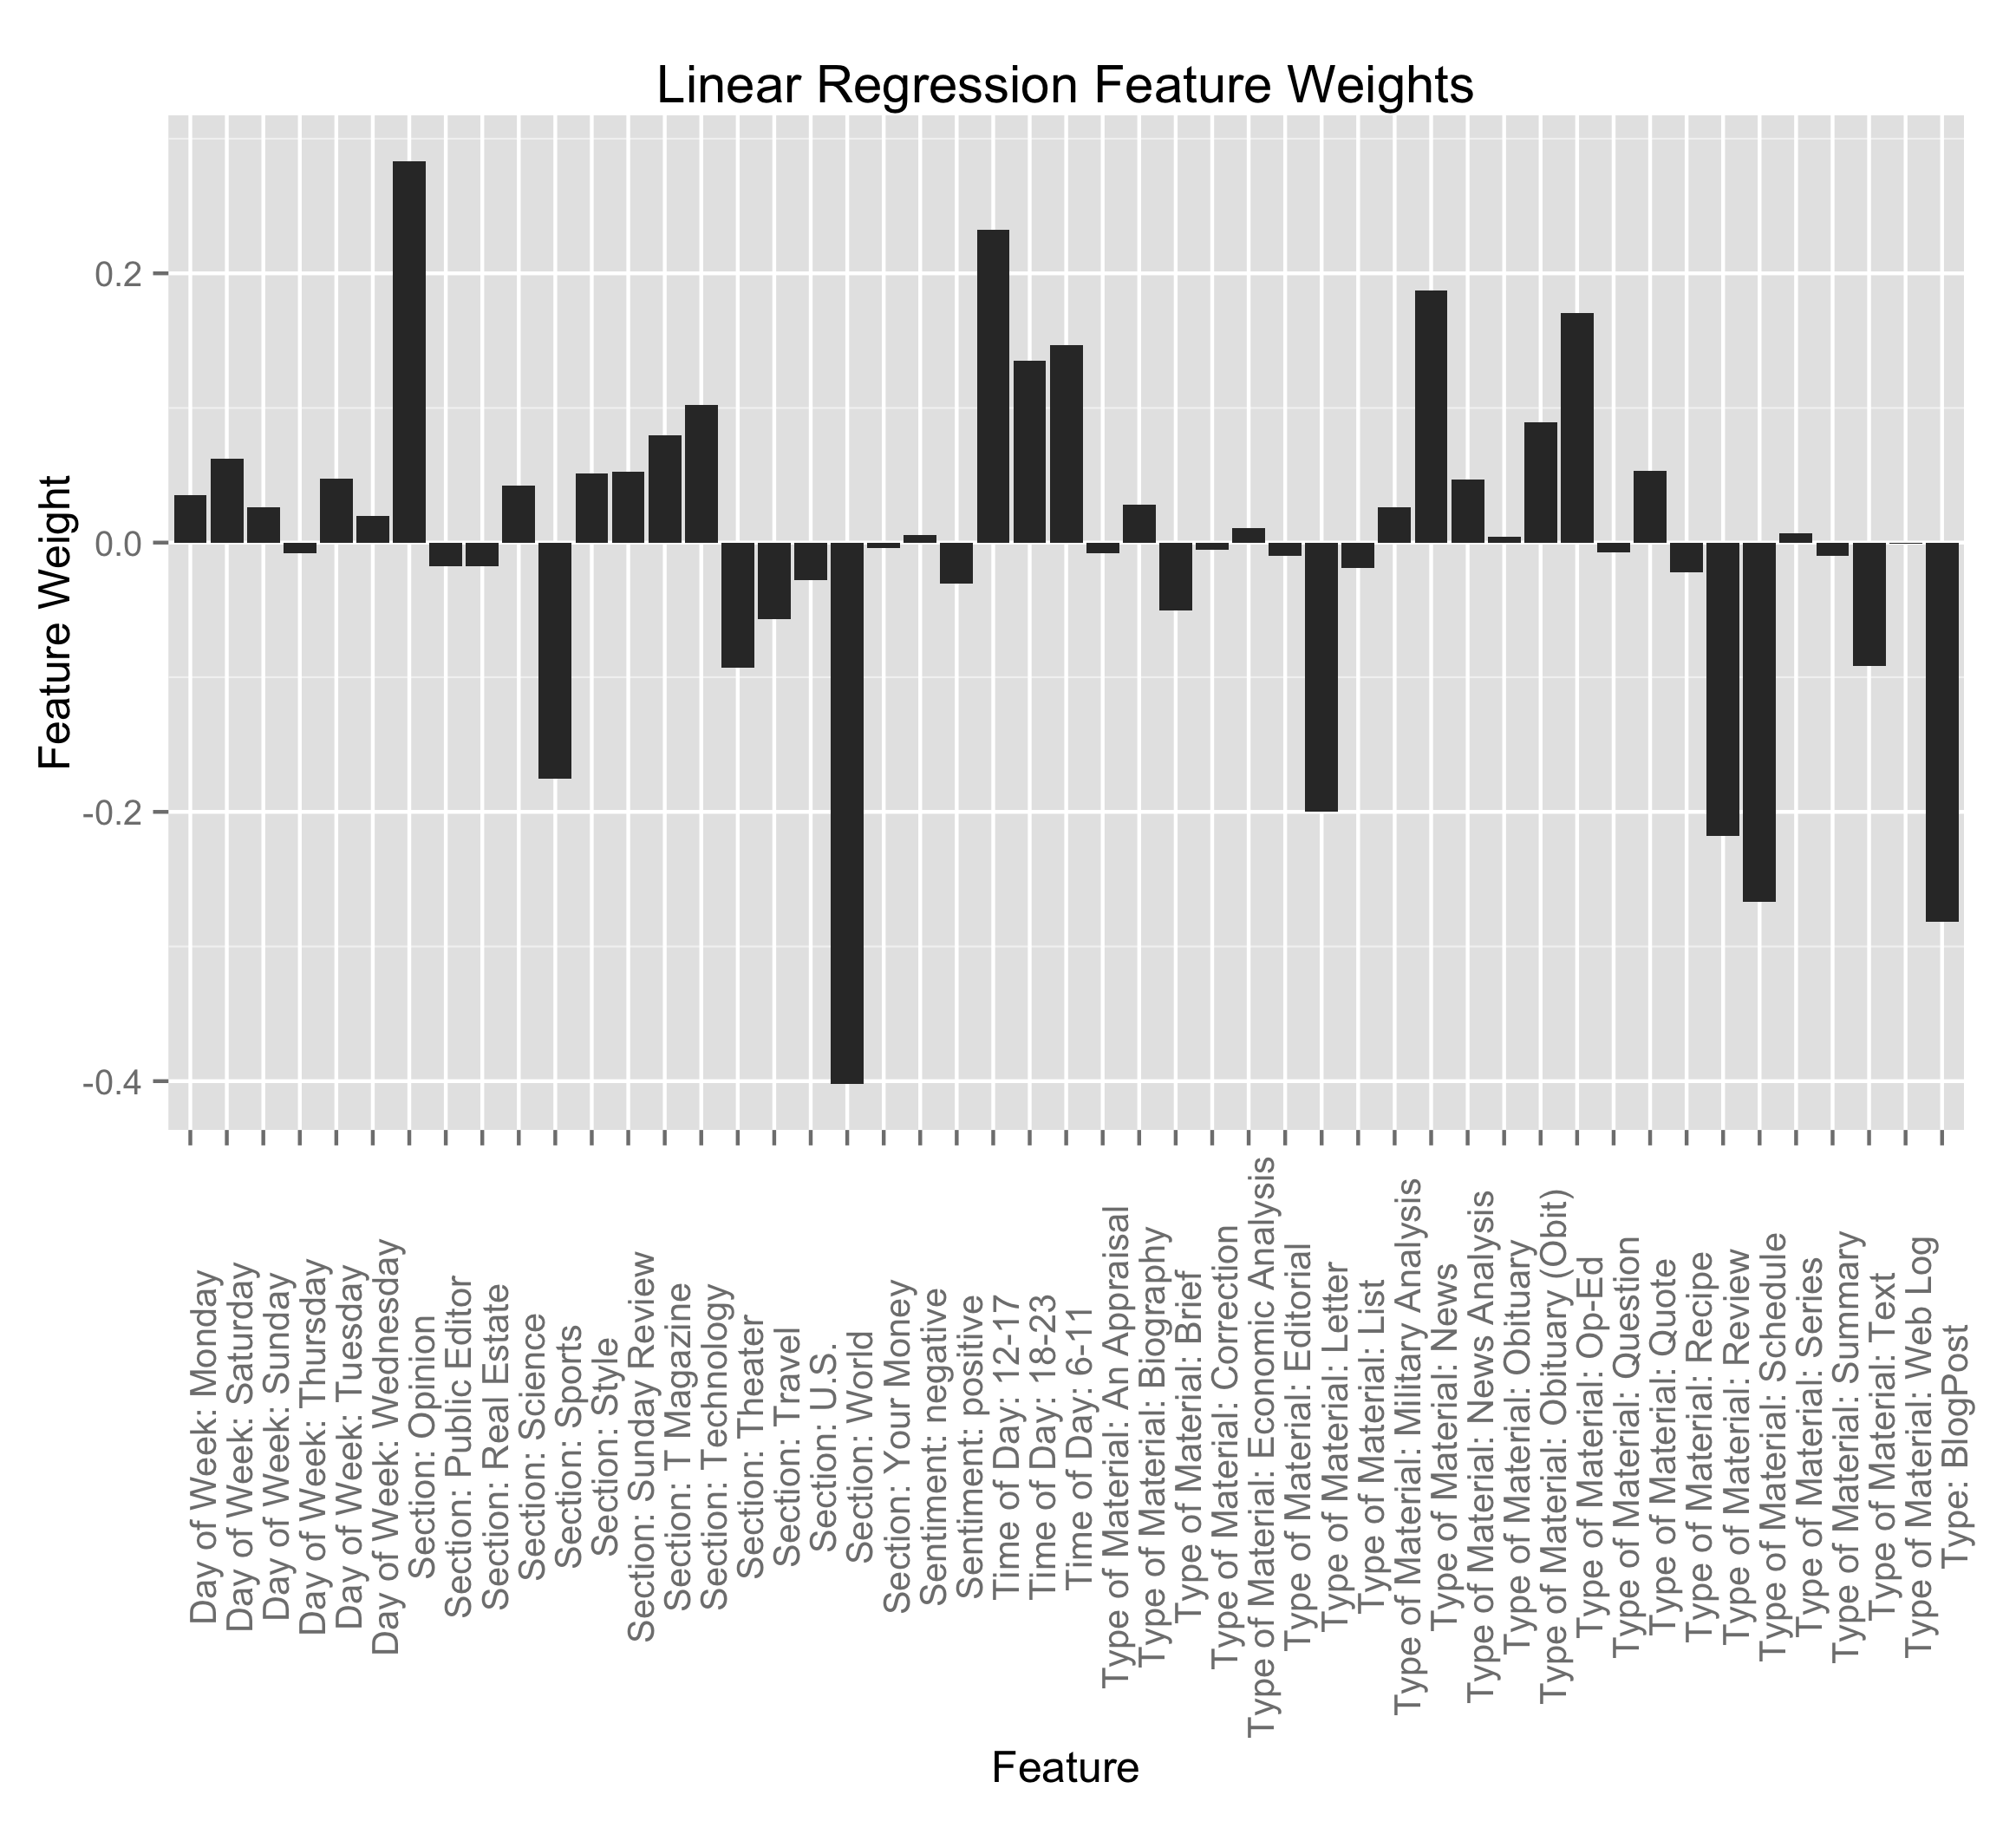 Linear Regression Feature Weights
Feature Weight
0.2
0.0
-0.2
-0.4
Day of Week: Monday
Day of Week: Saturday
Day of Week: Sunday
Day of Week: Thursday
Day of Week: Tuesday
Day of Week: Wednesday
Section: Opinion
Section: Public Editor
Section: Real Estate
Section: Science
Section: Sports
Section: Style
Section: Sunday Review
Section: T Magazine
Section: Technology
Section: Theater
Section: Travel
Section: U.S.
Section: World
Section: Your Money
Sentiment: negative
Sentiment: positive
Time of Day: 12-17
Time of Day: 18-23
Time of Day: 6-11
Type of Material: An Appraisal
Type of Material: Biography
Type of Material: Brief
Type of Material: Correction
Type of Material: Economic Analysis
Type of Material: Editorial
Type of Material: Letter
Type of Material: List
Type of Material: Military Analysis
Type of Material: News
Type of Material: News Analysis
Type of Material: Obituary
Type of Material: Obituary (Obit)
Type of Material: Op-Ed
Type of Material: Question
Type of Material: Quote
Type of Material: Recipe
Type of Material: Review
Type of Material: Schedule
Type of Material: Series
Type of Material: Summary
Type of Material: Text
Type of Material: Web Log
Type: BlogPost
Feature